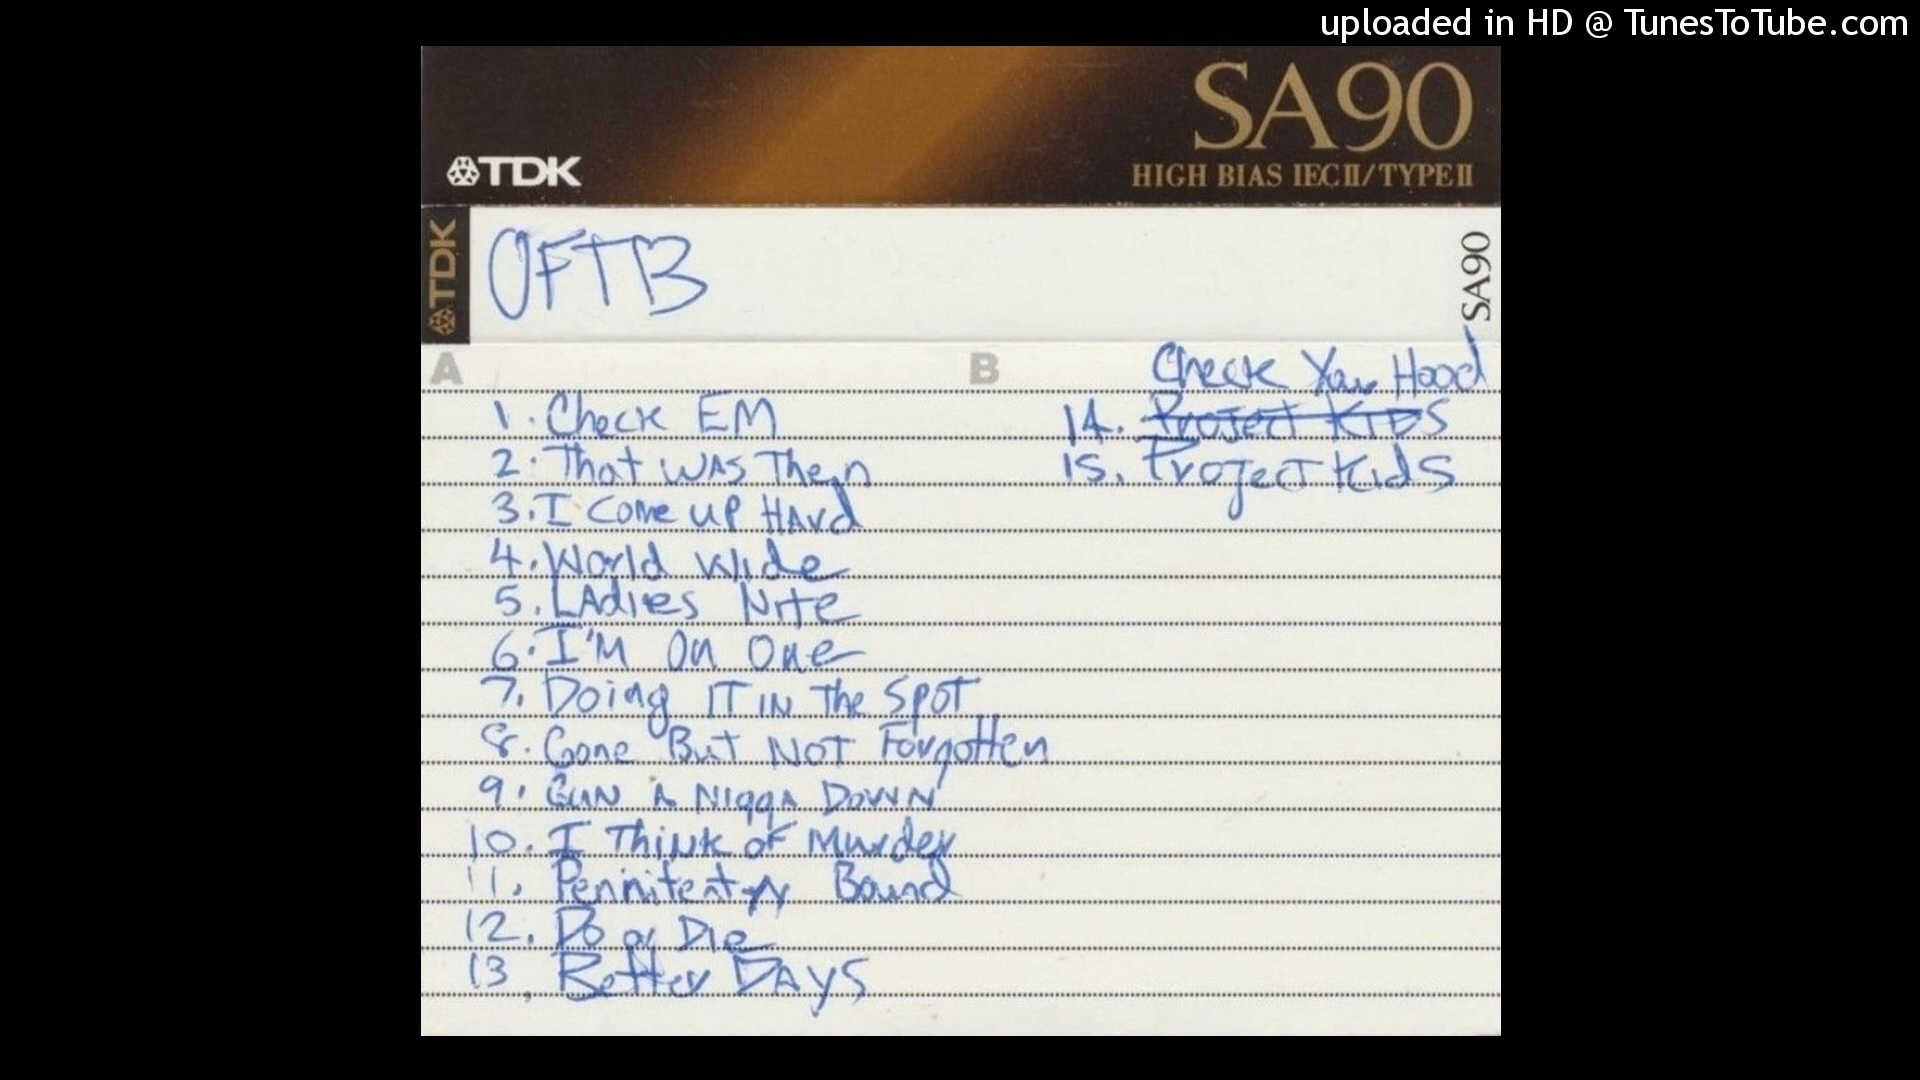 uploaded in HD @ TunesToTube.com
SA90
TDK
HIGH BIAS IECII/TYPEII
TDK
OFTB
SA90
A
B
1. Check EM
2. That WAS Then
3. I Come UP HArd
4. World Wide
5. LAdies Nite
6. I'M On One
7. Doing IT IN The SPOT
8. Gone But NOT Forgotten
9. GUN A NiggA DOWN
10. I Think OF Murder
11. Pennitentry Bound
12. Do or Die
13. Better DAYS
Check Your Hood
14. Project KIDS
15. Project Kids